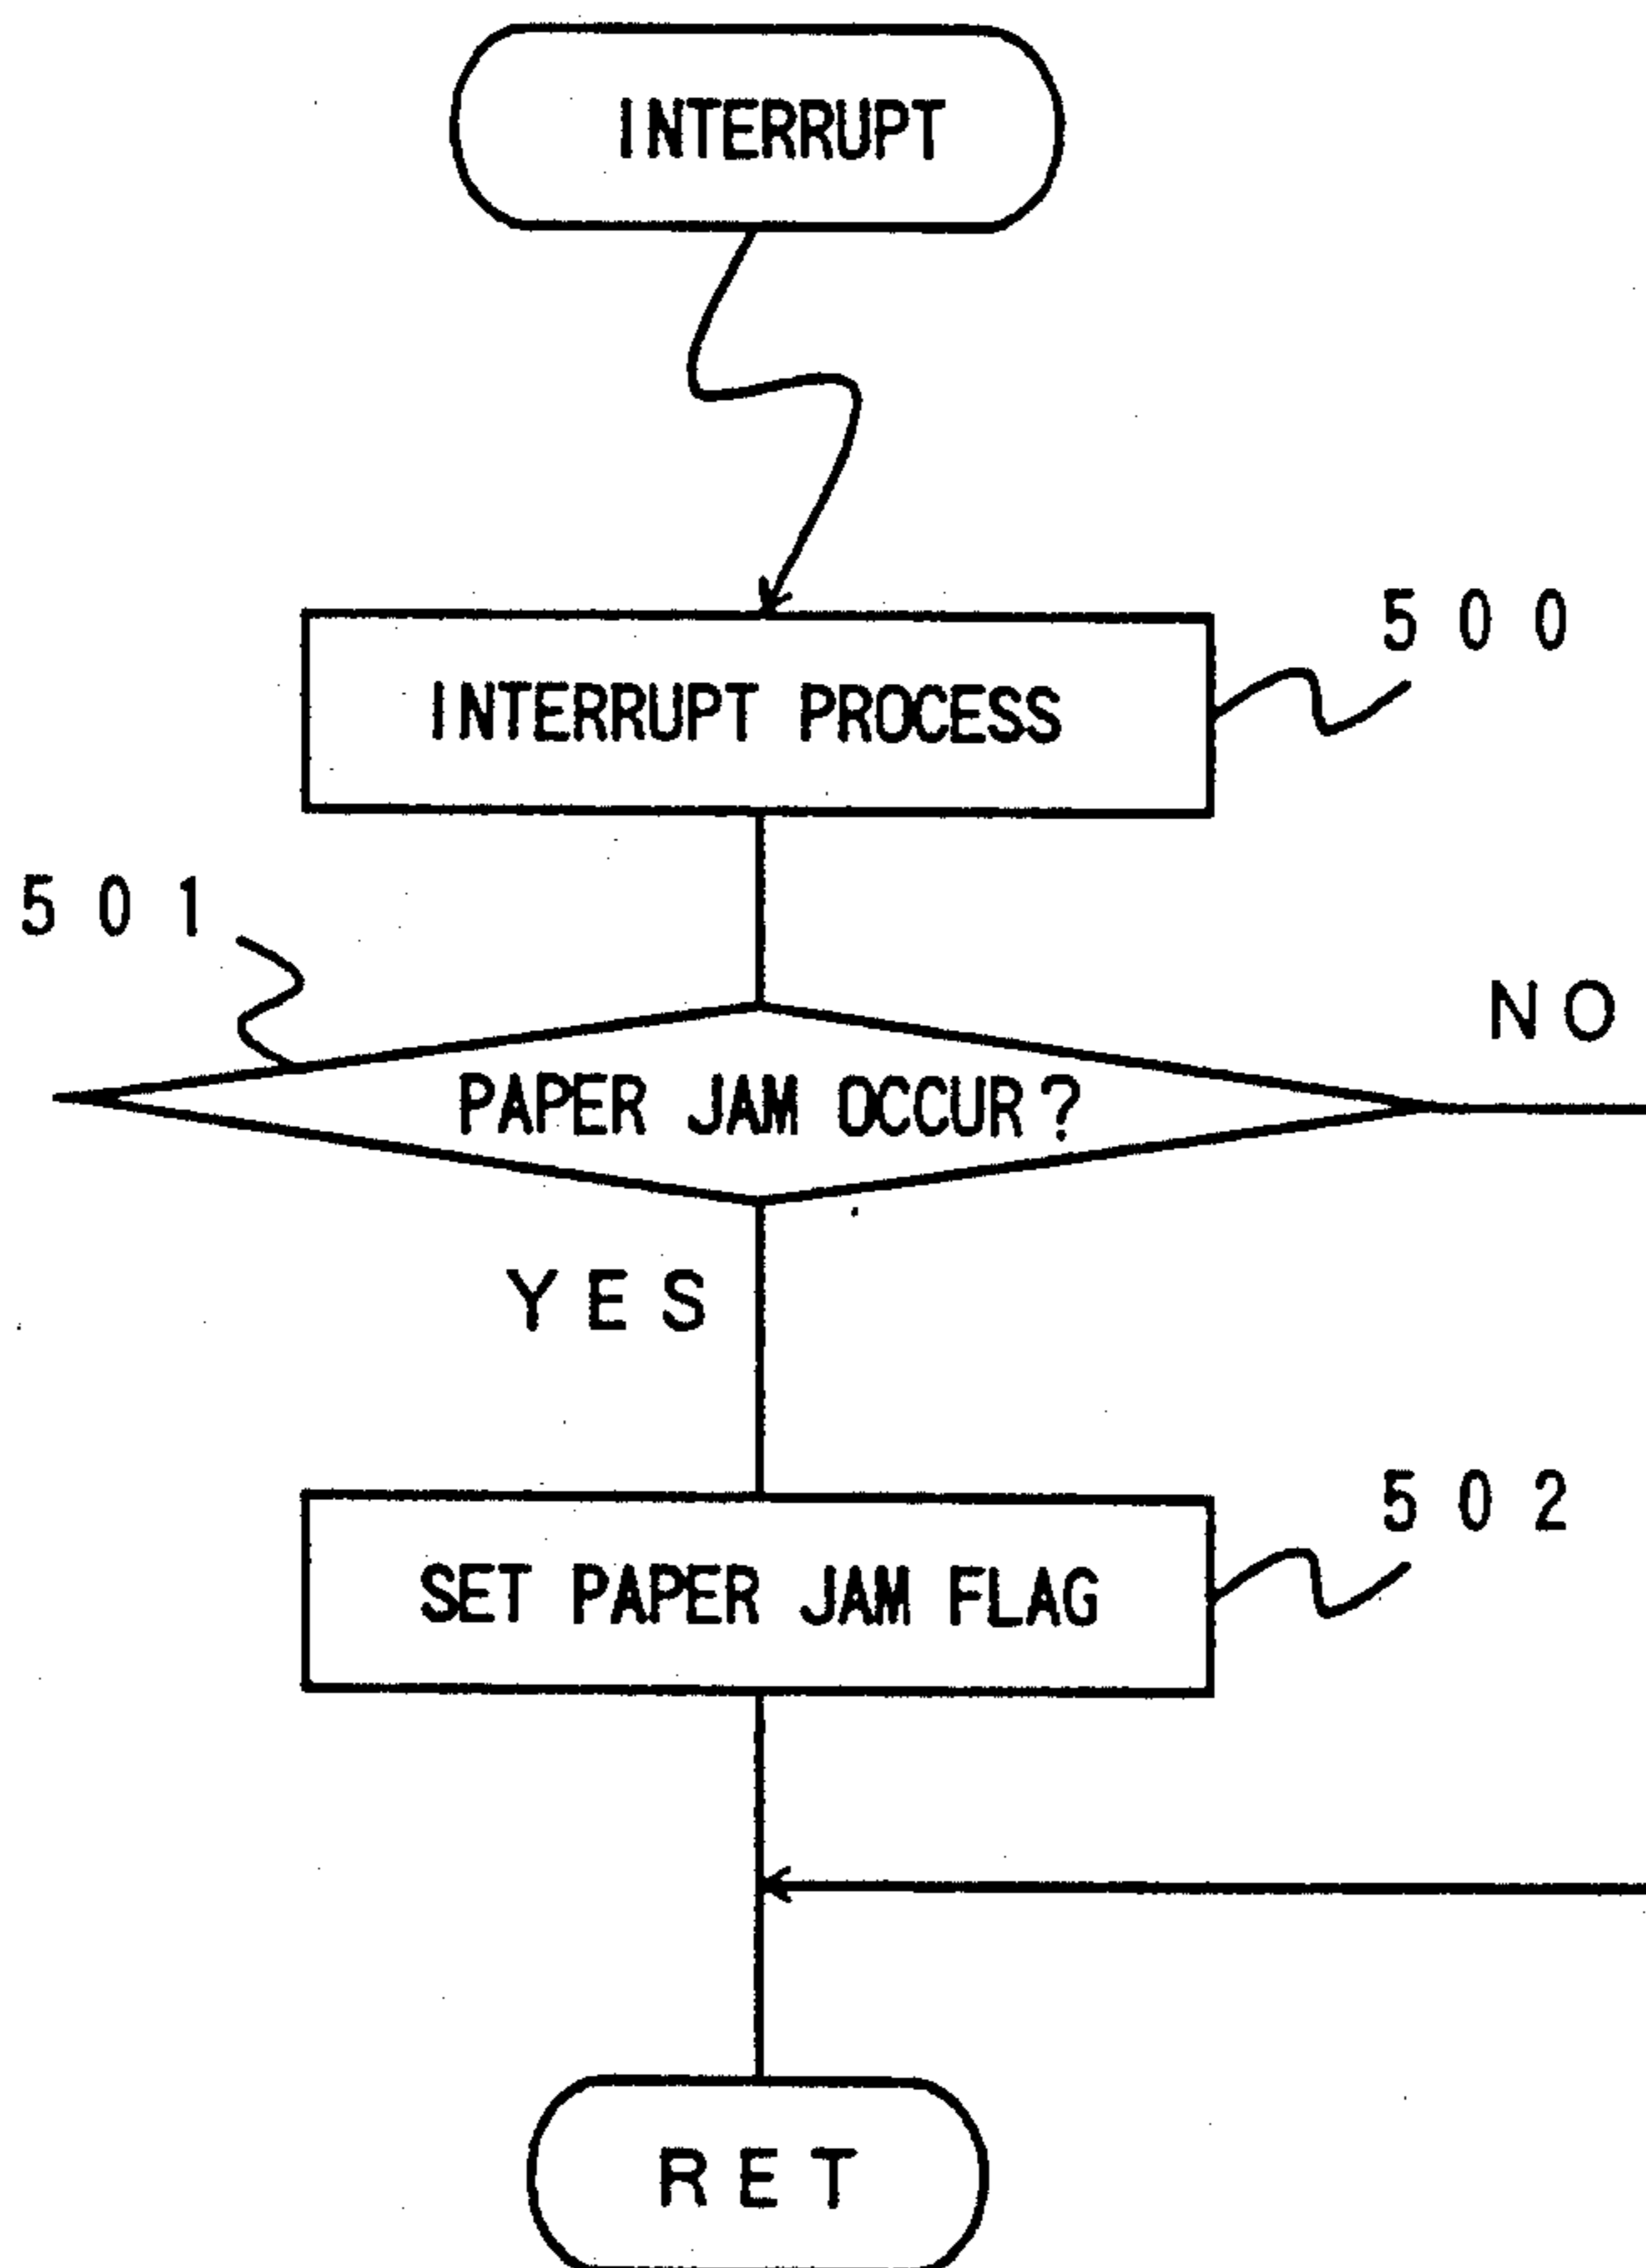 INTERRUPT
500
INTERRUPT PROCESS
501
NO
PAPER JAM OCCUR?
YES
502
SET PAPER JAM FLAG
RET